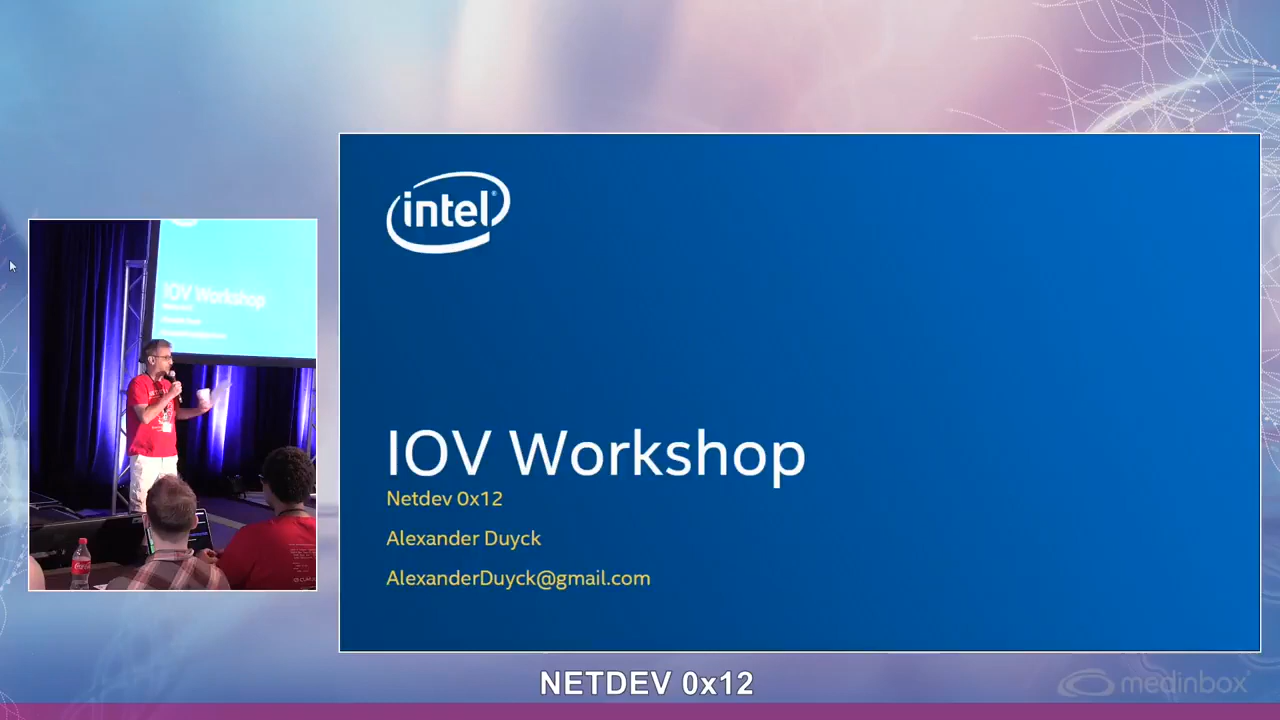 intel
IOV Workshop
Netdev 0x12
Alexander Duyck
AlexanderDuyck@gmail.com
IOV Workshop
NETDEV 0x12
medinbox